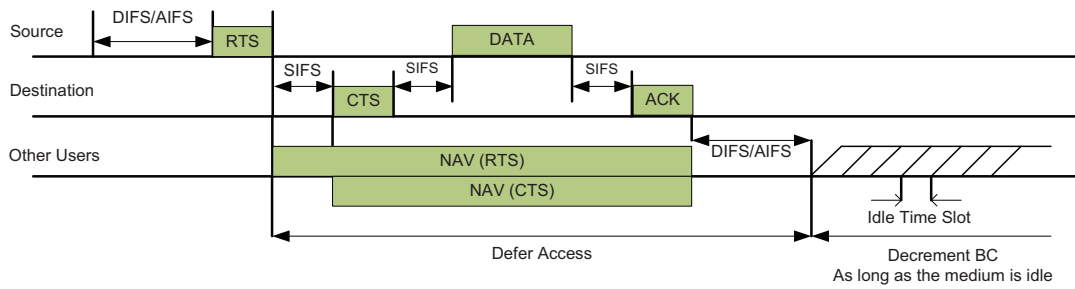 DIFS/AIFS
Source
RTS
DATA
SIFS
SIFS
SIFS
Destination
CTS
ACK
Other Users
NAV (RTS)
DIFS/AIFS
NAV (CTS)
Idle Time Slot
Defer Access
Decrement BC
As long as the medium is idle